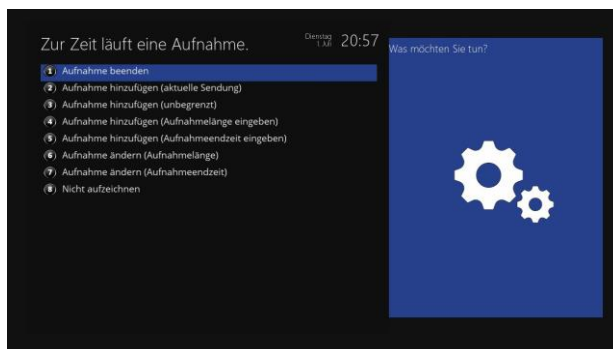 Zur Zeit läuft eine Aufnahme.
Dienstag
1 Juli
20:57
Was möchten Sie tun?
1 Aufnahme beenden
2 Aufnahme hinzufügen (aktuelle Sendung)
3 Aufnahme hinzufügen (unbegrenzt)
4 Aufnahme hinzufügen (Aufnahmelänge eingeben)
5 Aufnahme hinzufügen (Aufnahmeendzeit eingeben)
6 Aufnahme ändern (Aufnahmelänge)
7 Aufnahme ändern (Aufnahmeendzeit)
8 Nicht aufzeichnen